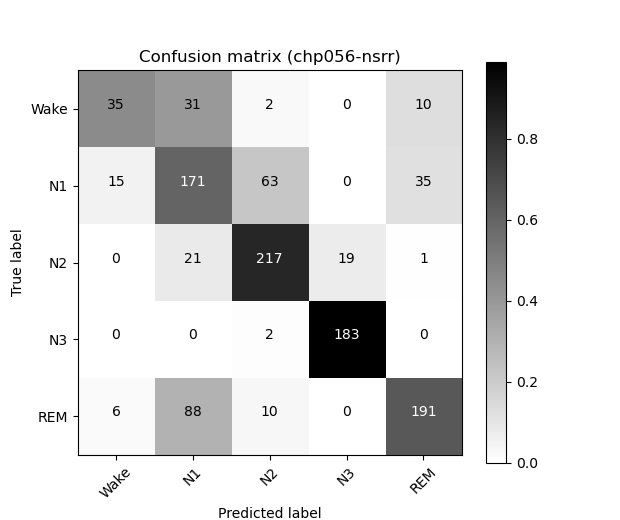 Confusion matrix (chp056-nsrr)
Wake 35 31 2 0 10
N1 15 171 63 0 35
N2 0 21 217 19 1
N3 0 0 2 183 0
REM 6 88 10 0 191
Wake N1 N2 N3 REM
Predicted label
True label
0.8
0.6
0.4
0.2
0.0